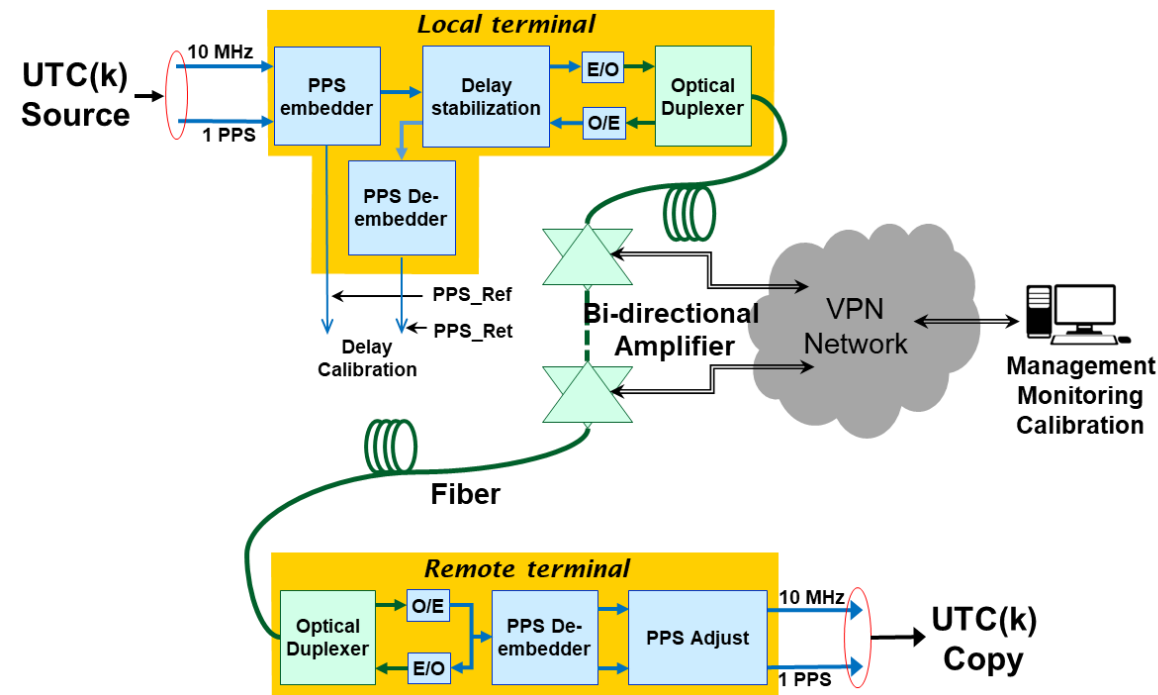 Local terminal
UTC(k)
Source
10 MHz
1 PPS
PPS
embedder
Delay
stabilization
E/O
O/E
Optical
Duplexer
PPS De-
embedder
PPS_Ref
PPS_Ret
Delay
Calibration
Bi-directional
Amplifier
VPN
Network
Management
Monitoring
Calibration
Fiber
Remote terminal
Optical
Duplexer
O/E
E/O
PPS De-
embedder
PPS Adjust
10 MHz
1 PPS
UTC(k)
Copy